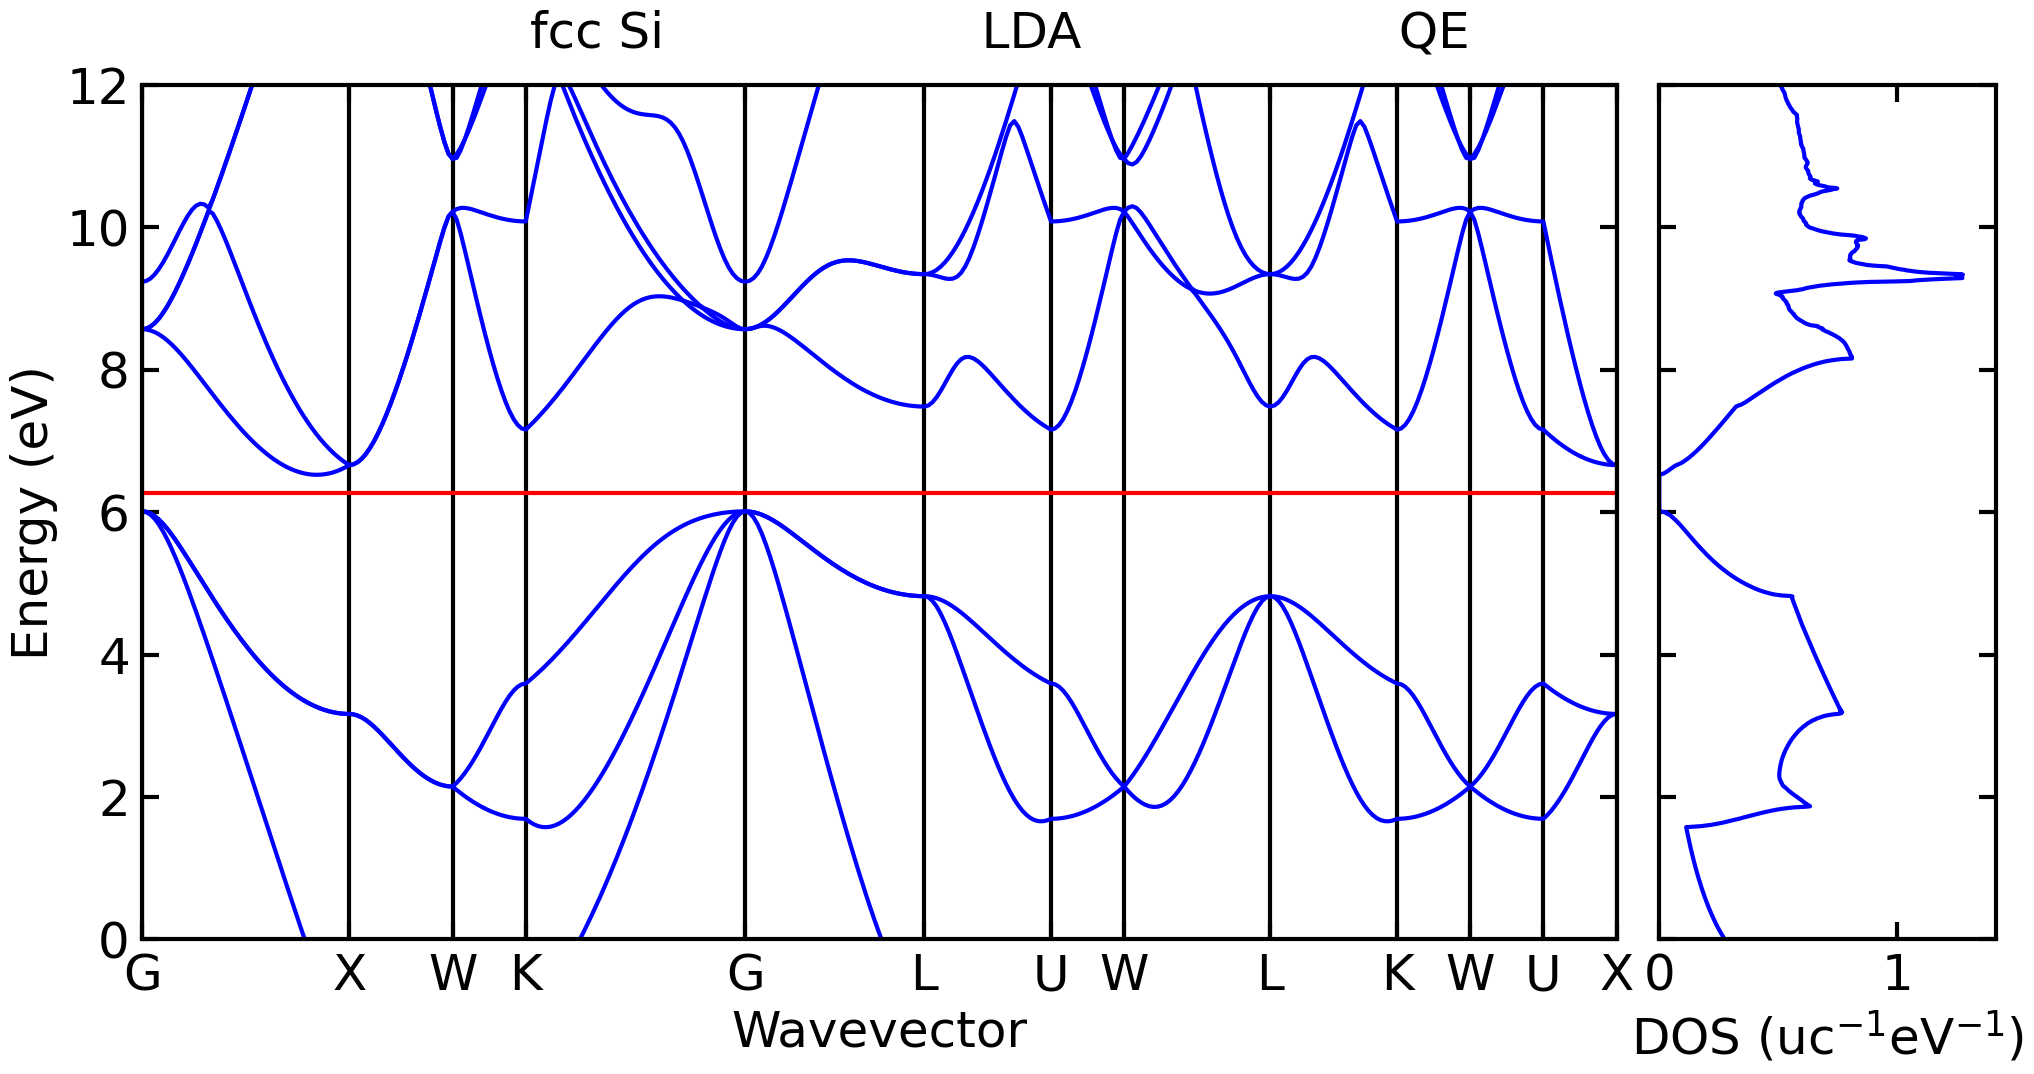 fcc Si LDA QE
12
10
8
6
4
2
0
Energy (eV)
G X W K G L U W L K W U X
0 1
Wavevector
DOS (uc⁻¹eV⁻¹)